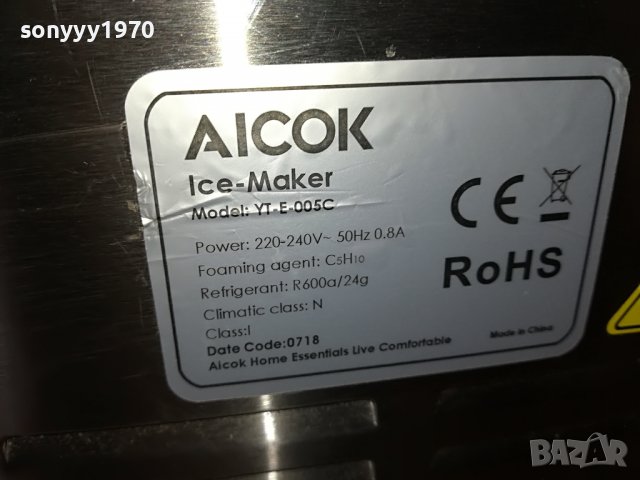 sonyyy1970
AICOK
Ice-Maker
Model: YT-E-005C
Power: 220-240V~ 50Hz 0.8A
Foaming agent: C5H10
Refrigerant: R600a/24g
Climatic class: N
Class:I
Date Code:0718
Aicok Home Essentials Live Comfortable
CE
RoHS
Made in China
BAZAR